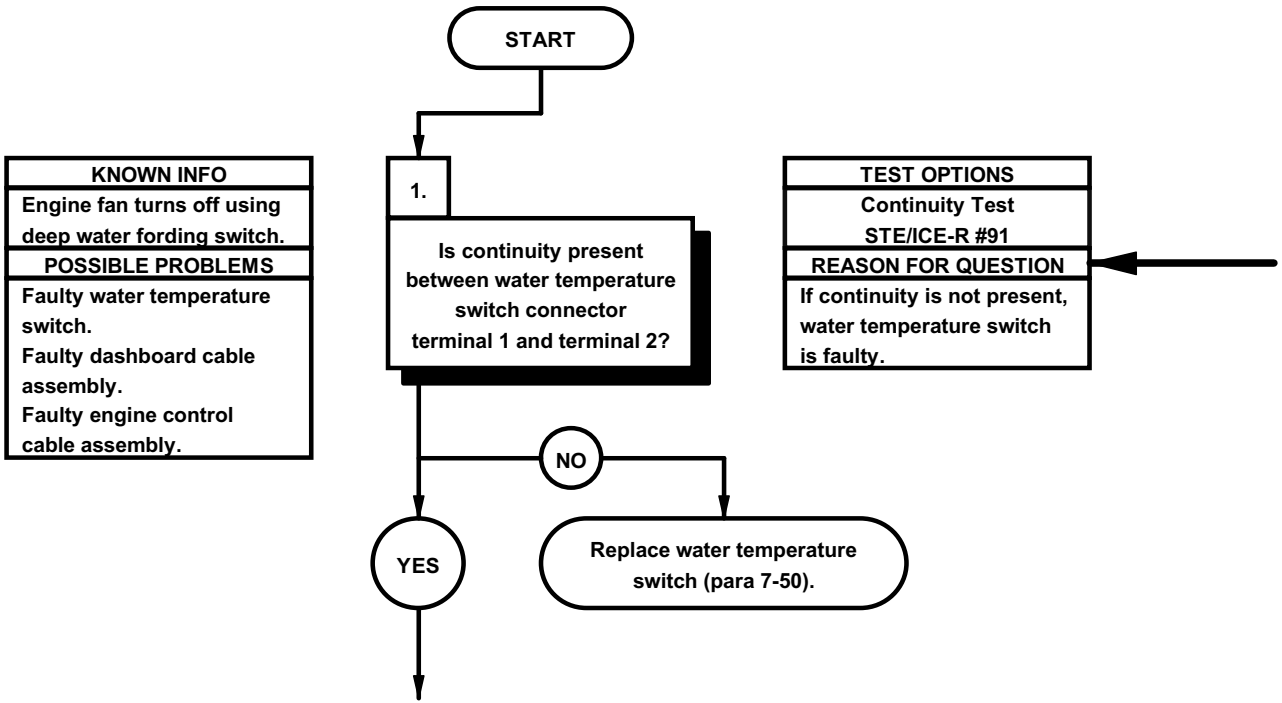 START
KNOWN INFO
Engine fan turns off using
deep water fording switch.
POSSIBLE PROBLEMS
Faulty water temperature
switch.
Faulty dashboard cable
assembly.
Faulty engine control
cable assembly.
1.
Is continuity present
between water temperature
switch connector
terminal 1 and terminal 2?
TEST OPTIONS
Continuity Test
STE/ICE-R #91
REASON FOR QUESTION
If continuity is not present,
water temperature switch
is faulty.
NO
YES
Replace water temperature
switch (para 7-50).